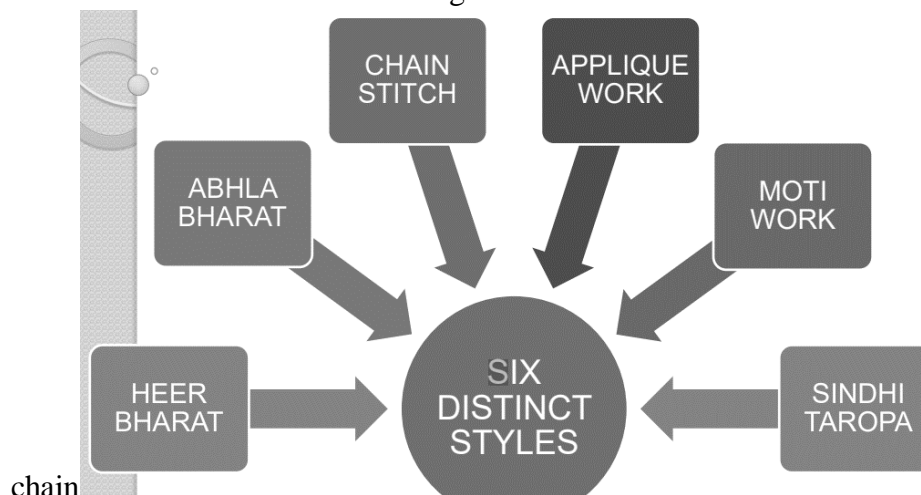 CHAIN
STITCH
APPLIQUE
WORK
ABHLA
BHARAT
MOTI
WORK
HEER
BHARAT
SIX
DISTINCT
STYLES
SINDHI
TAROPA
chain